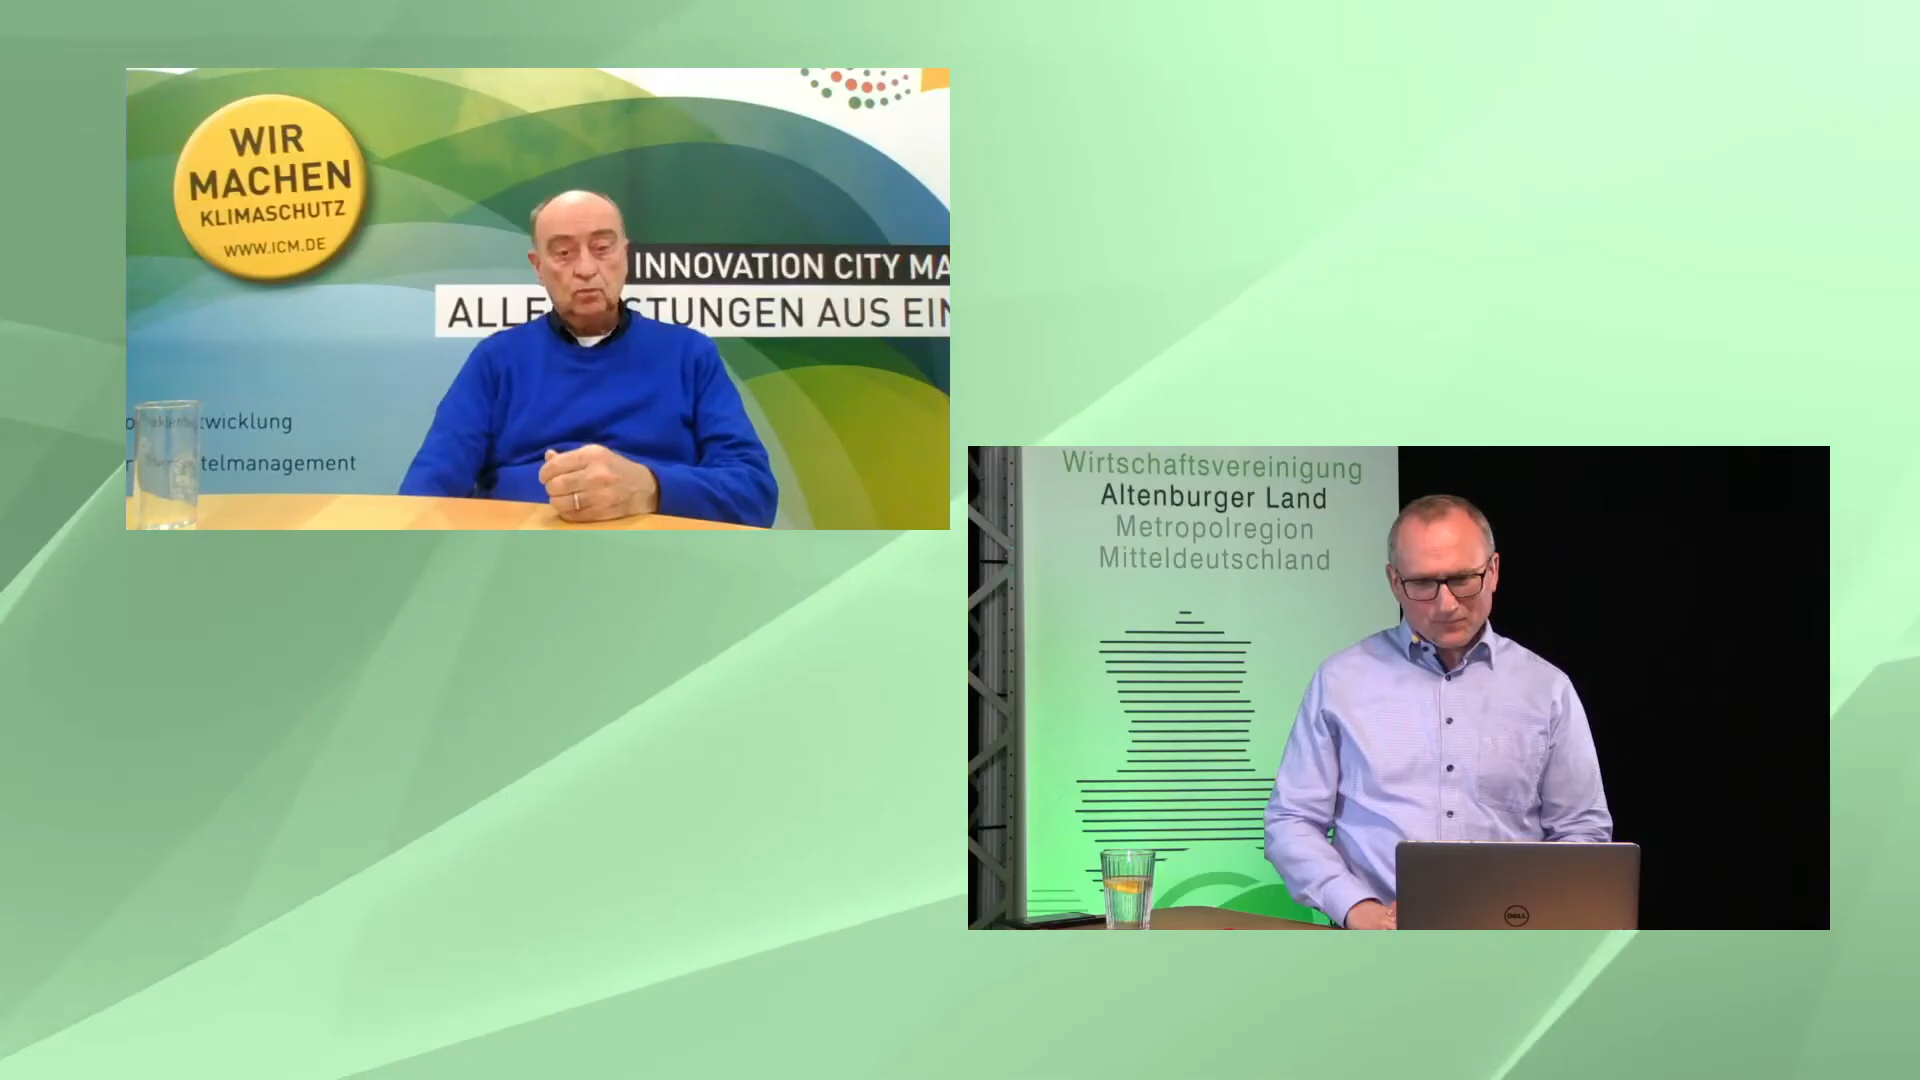 WIR
MACHEN
KLIMASCHUTZ
WWW.ICM.DE
INNOVATION CITY MA
ALLE STUNGEN AUS EIN
twicklung
telmanagement
Wirtschaftsvereinigung
Altenburger Land
Metropolregion
Mitteldeutschland
DELL